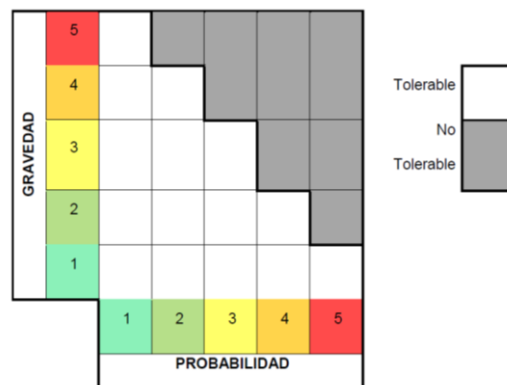 5
4
3
2
1
GRAVEDAD
1 2 3 4 5
PROBABILIDAD
Tolerable
No
Tolerable